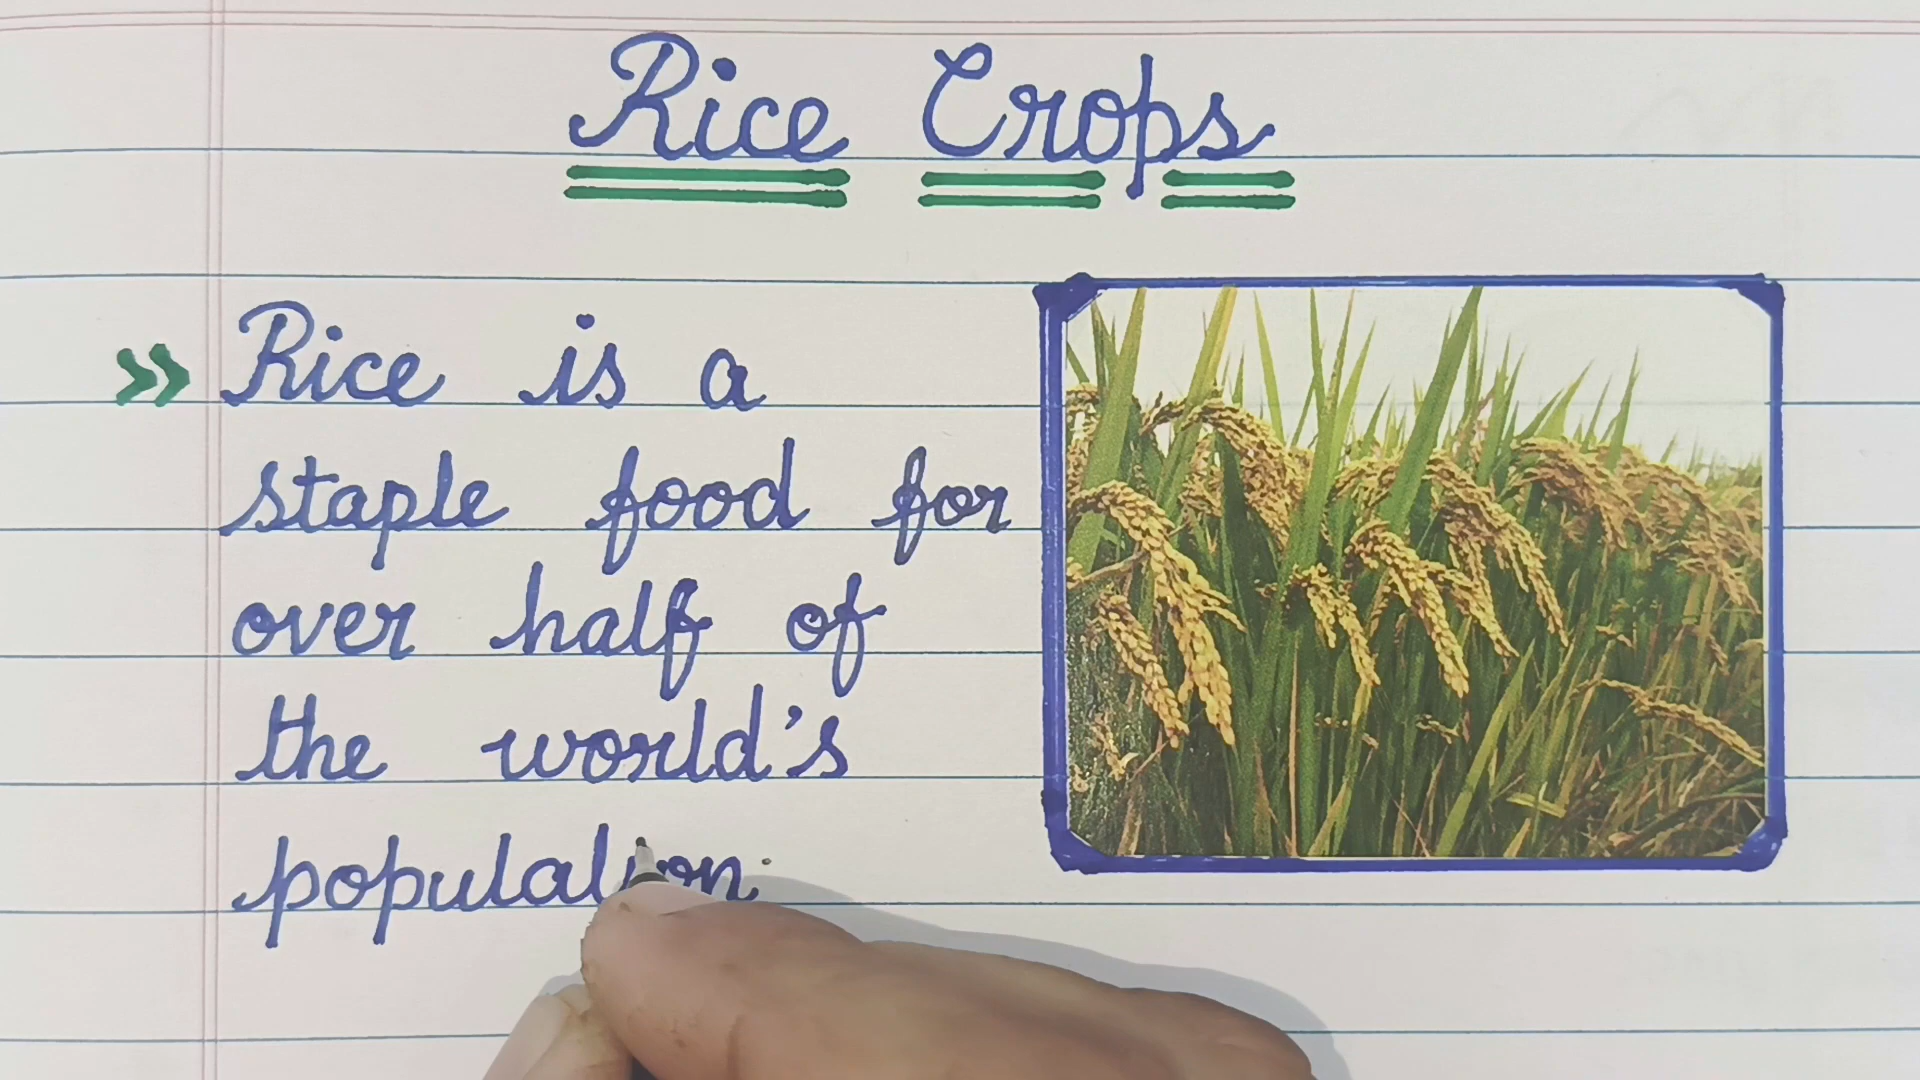 Rice Crops
» Rice is a
staple food for
over half of
the world's
population.